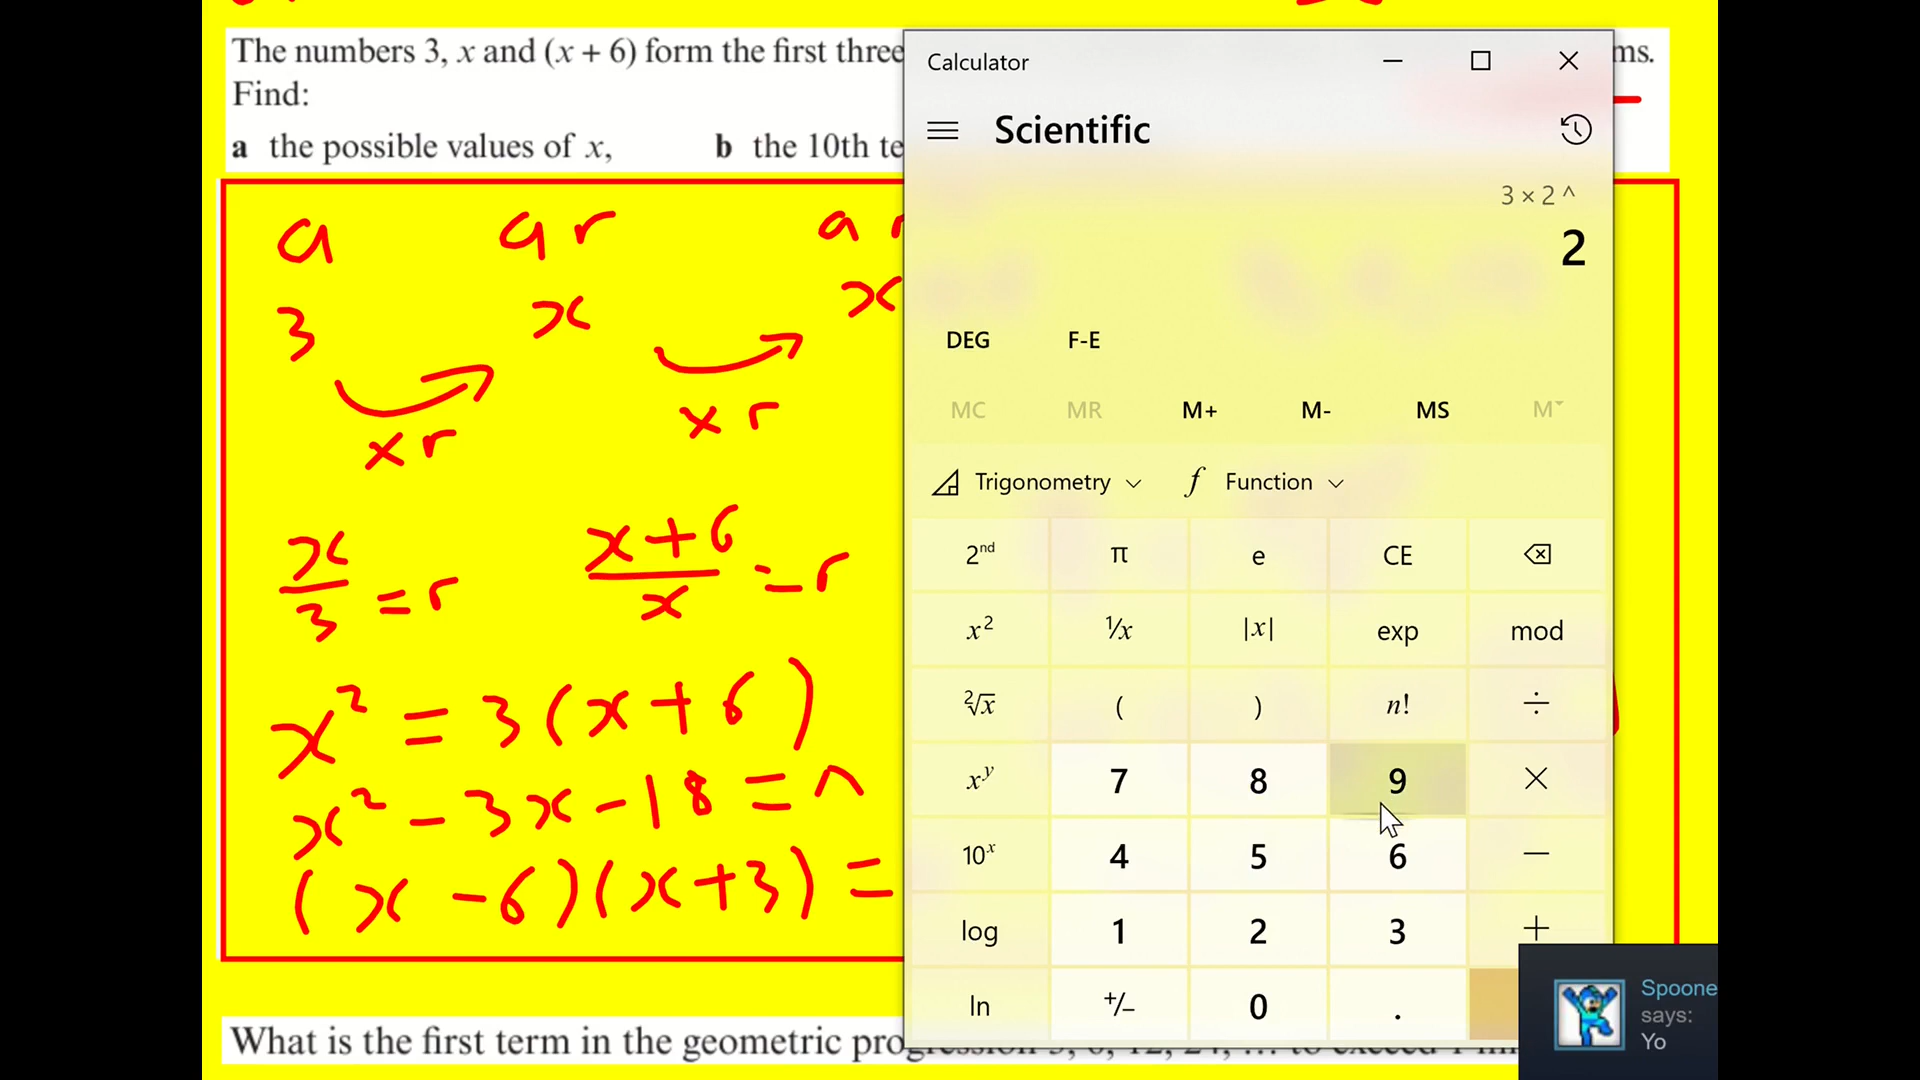 The numbers 3, x and (x + 6) form the first three
ms.
Find:
a the possible values of x,
b the 10th te
a
ar
a
3
x
x
xr
xr
x/3 = r
x+6/x = r
x² = 3(x+6)
x² - 3x - 18 =
(x - 6)(x + 3) =
What is the first term in the geometric
Calculator
Scientific
3 × 2 ^
2
DEG F-E
MC MR M+ M- MS M
Trigonometry f Function
2nd π e CE
x² ¹/x |x| exp mod
²√x ( ) n! ÷
xʸ 7 8 9 ×
10ˣ 4 5 6 −
log 1 2 3 +
ln +/− 0 .
Spoone
says:
Yo